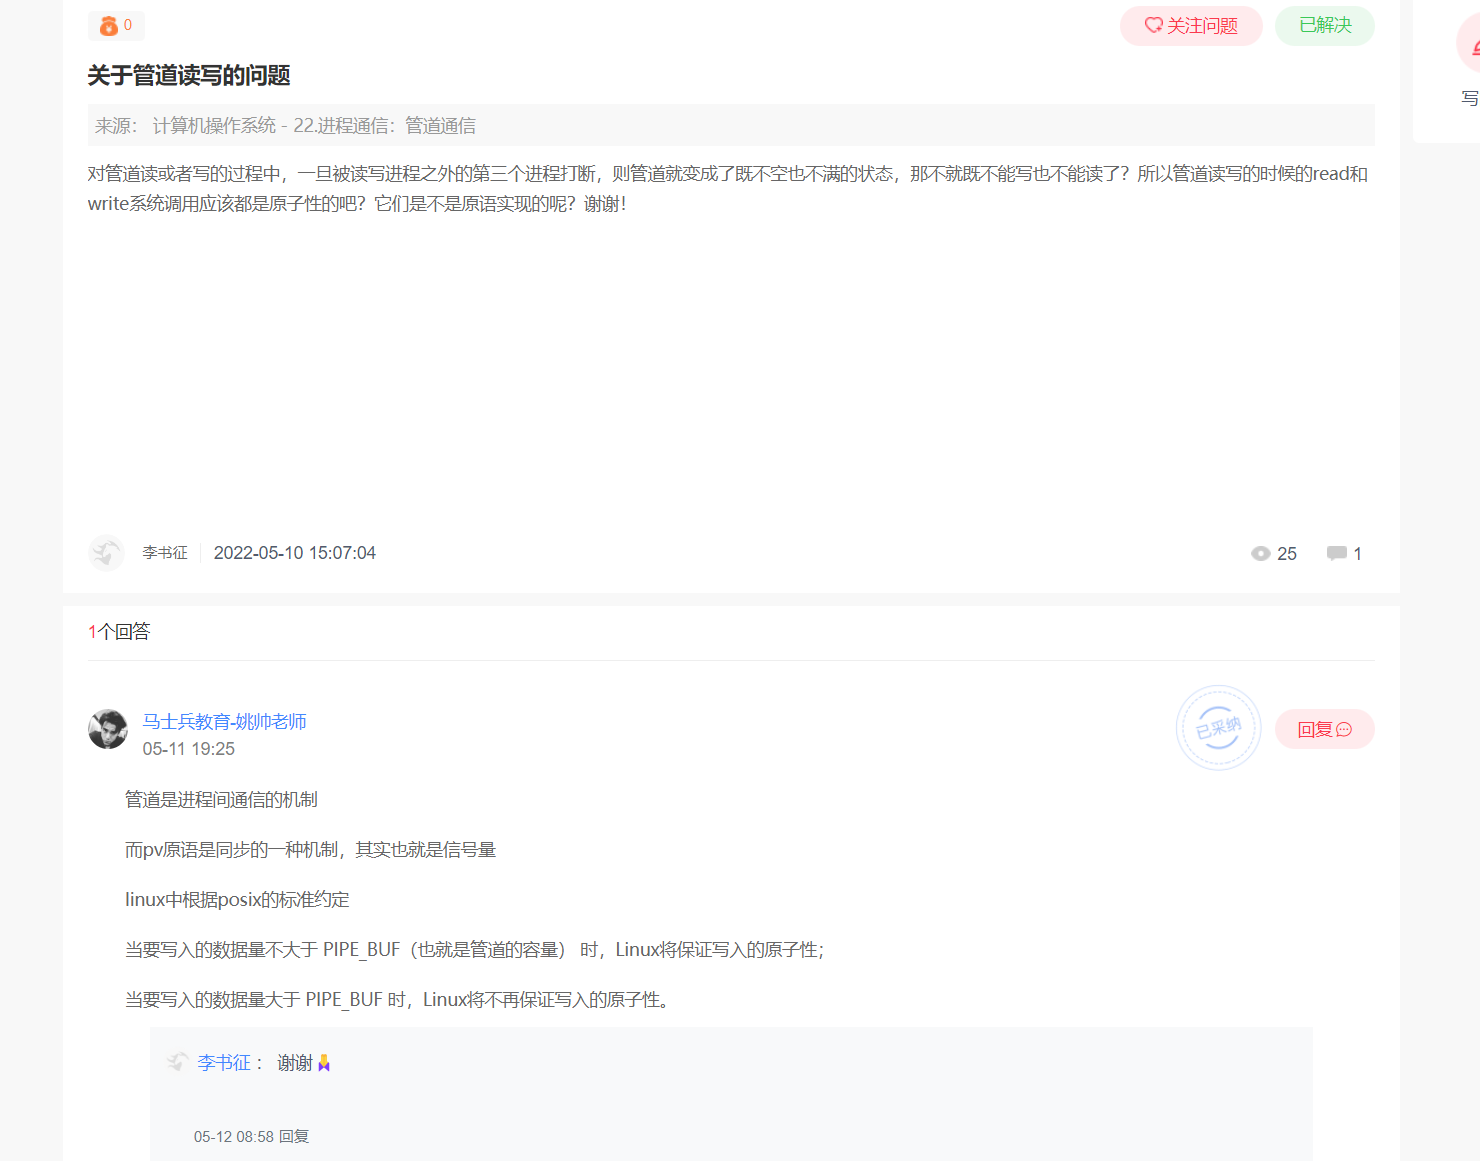 0
关注问题
已解决
关于管道读写的问题
写
来源： 计算机操作系统 - 22.进程通信：管道通信
对管道读或者写的过程中，一旦被读写进程之外的第三个进程打断，则管道就变成了既不空也不满的状态，那不就既不能写也不能读了？所以管道读写的时候的read和
write系统调用应该都是原子性的吧？它们是不是原语实现的呢？谢谢！
李书征 2022-05-10 15:07:04
25 1
1个回答
马士兵教育-姚帅老师
05-11 19:25
已采纳
回复
管道是进程间通信的机制
而pv原语是同步的一种机制，其实也就是信号量
linux中根据posix的标准约定
当要写入的数据量不大于 PIPE_BUF（也就是管道的容量） 时，Linux将保证写入的原子性；
当要写入的数据量大于 PIPE_BUF 时，Linux将不再保证写入的原子性。
李书征： 谢谢
05-12 08:58 回复